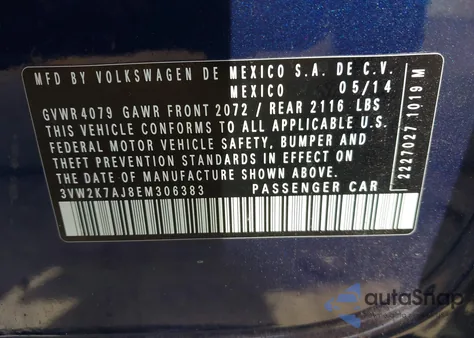 MFD BY VOLKSWAGEN DE MEXICO S.A. DE C.V.
MEXICO 05/14
GVWR 4079 GAWR FRONT 2072 / REAR 2116 LBS
THIS VEHICLE CONFORMS TO ALL APPLICABLE
FEDERAL MOTOR VEHICLE SAFETY, BUMPER AND
THEFT PREVENTION STANDARDS IN EFFECT ON
THE DATE OF MANUFACTURE SHOWN ABOVE.
3VW2K7AJ8EM306383 PASSENGER CAR
2227027 1019M
autoSnap